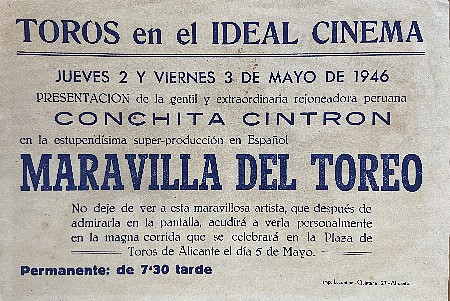 TOROS en el IDEAL CINEMA
JUEVES 2 Y VIERNES 3 DE MAYO DE 1946
PRESENTACION de la gentil y extraordinaria rejoneadora peruana
CONCHITA CINTRON
en la estupendísima super-producción en Español
MARAVILLA DEL TOREO
No deje de ver a esta maravillosa artista, que después de
admirarla en la pantalla, acudirá a verla personalmente
en la magna corrida que se celebrará en la Plaza de
Toros de Alicante el día 5 de Mayo.
Permanente: de 7'30 tarde